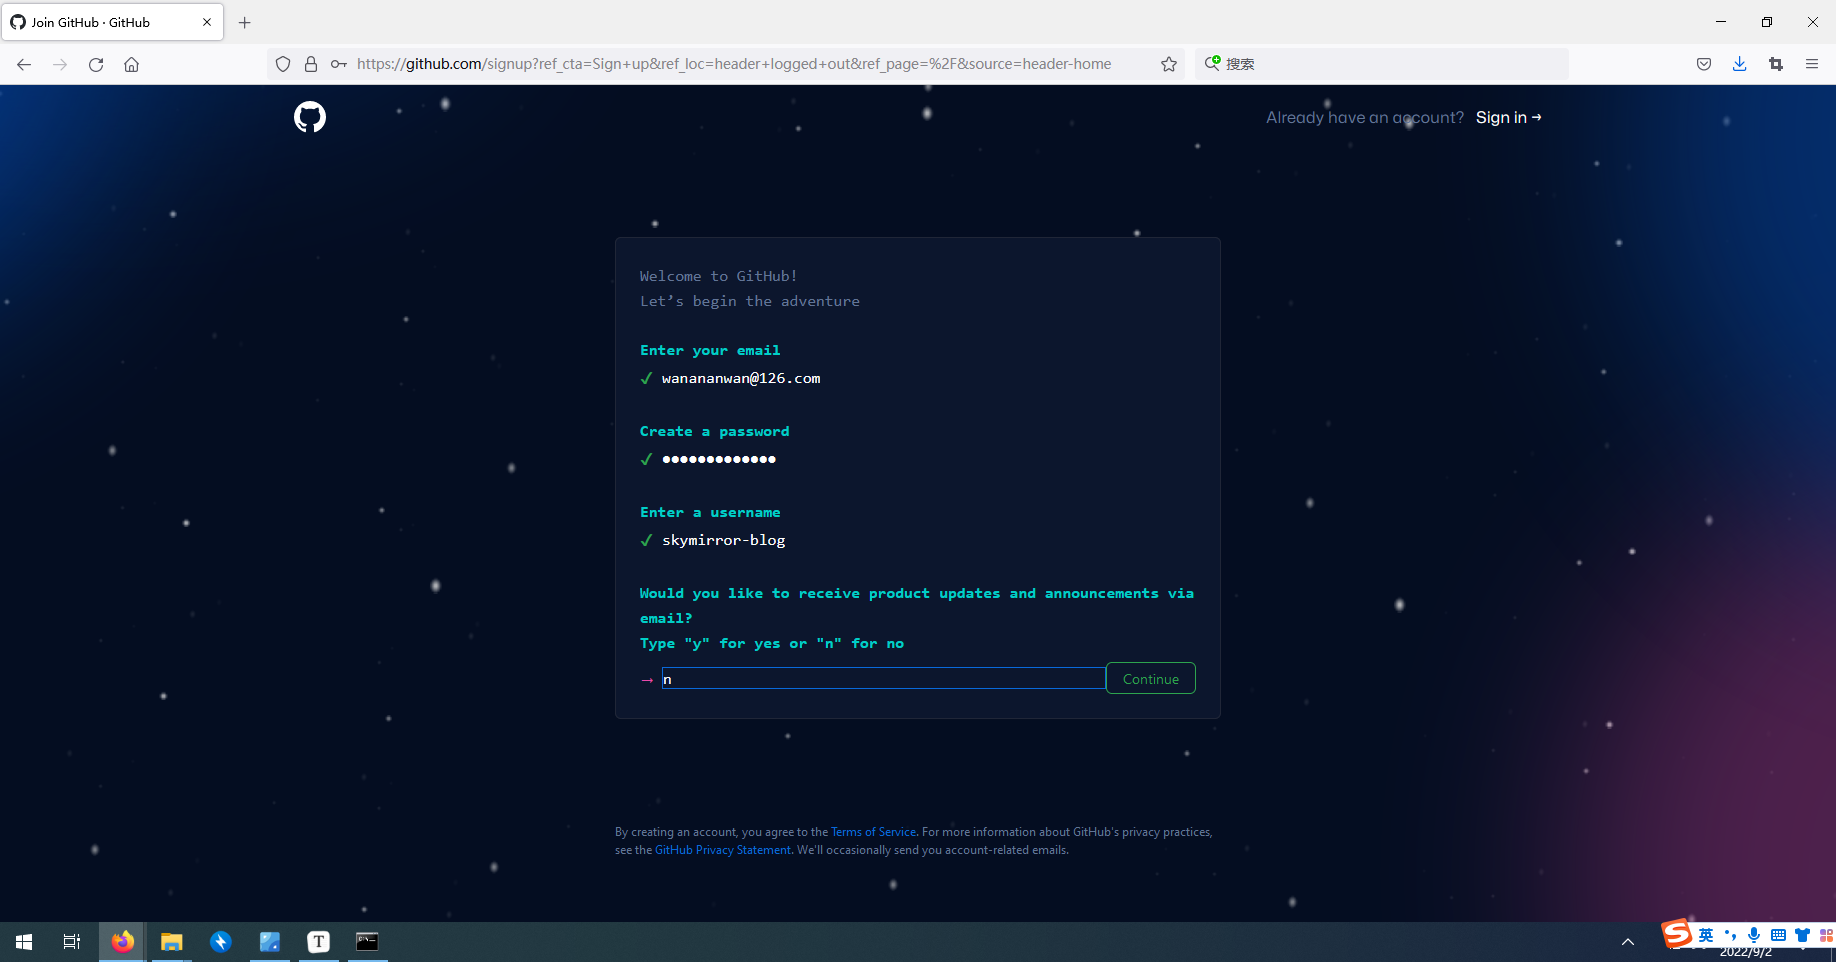 Join GitHub · GitHub
https://github.com/signup?ref_cta=Sign+up&ref_loc=header+logged+out&ref_page=%2F&source=header-home
搜索
Already have an account? Sign in →
Welcome to GitHub!
Let’s begin the adventure
Enter your email
✓ wanananwan@126.com
Create a password
✓ •••••••••••••
Enter a username
✓ skymirror-blog
Would you like to receive product updates and announcements via
email?
Type "y" for yes or "n" for no
→ n Continue
By creating an account, you agree to the Terms of Service. For more information about GitHub's privacy practices,
see the GitHub Privacy Statement. We'll occasionally send you account-related emails.
T
S 英
2022/9/2